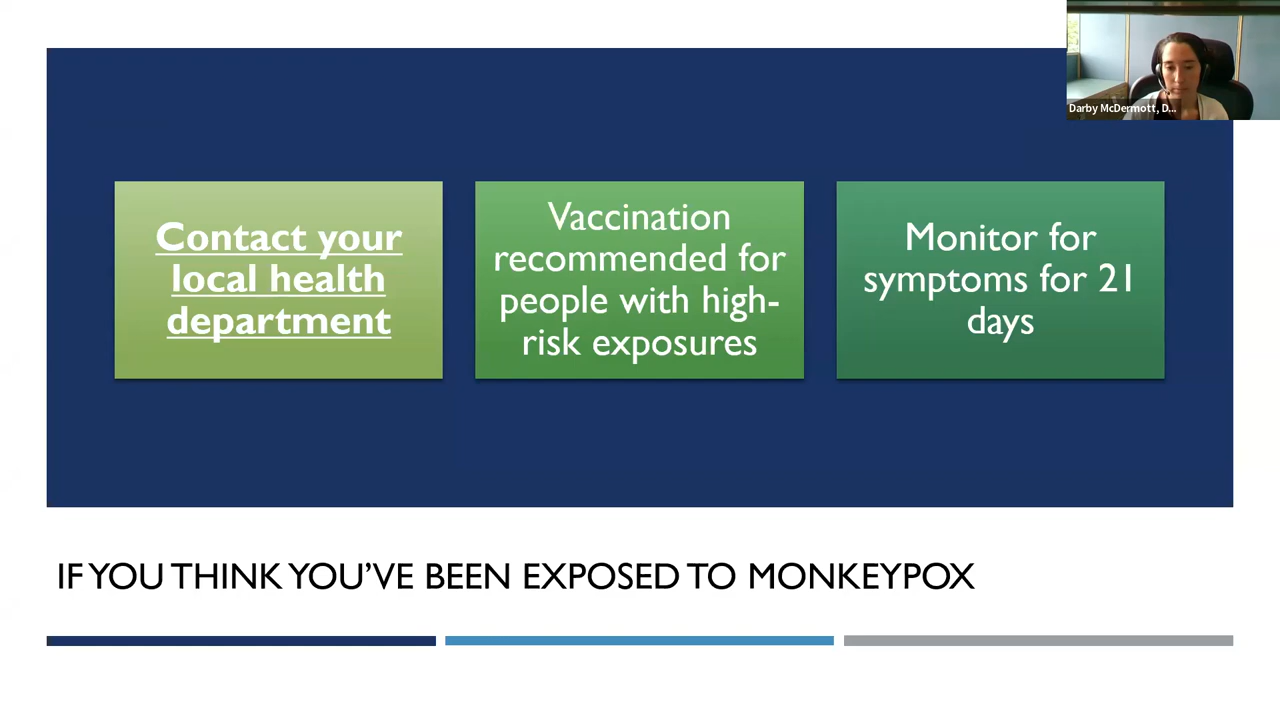 Darby McDermott, D...
Contact your
local health
department
Vaccination
recommended for
people with high-
risk exposures
Monitor for
symptoms for 21
days
IF YOU THINK YOU'VE BEEN EXPOSED TO MONKEYPOX